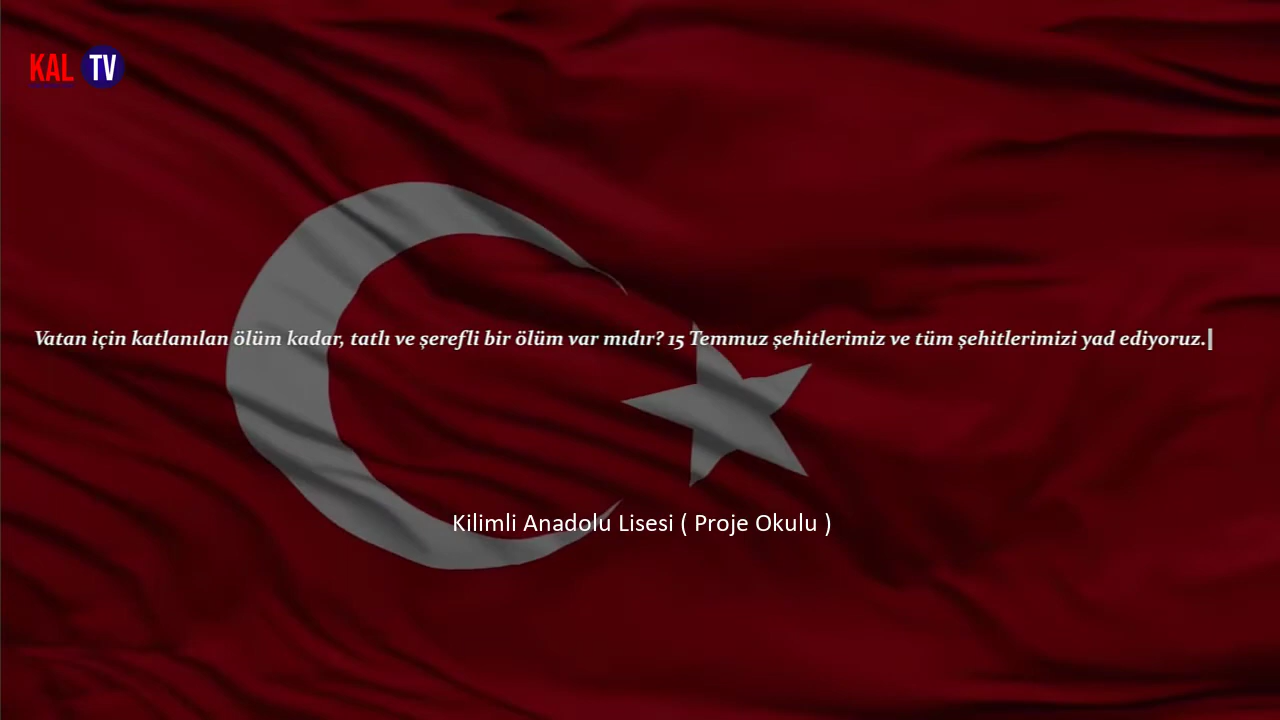 KAL TV
Vatan için katlanılan ölüm kadar, tatlı ve şerefli bir ölüm var mıdır? 15 Temmuz şehitlerimiz ve tüm şehitlerimizi yad ediyoruz.
Kilimli Anadolu Lisesi ( Proje Okulu )